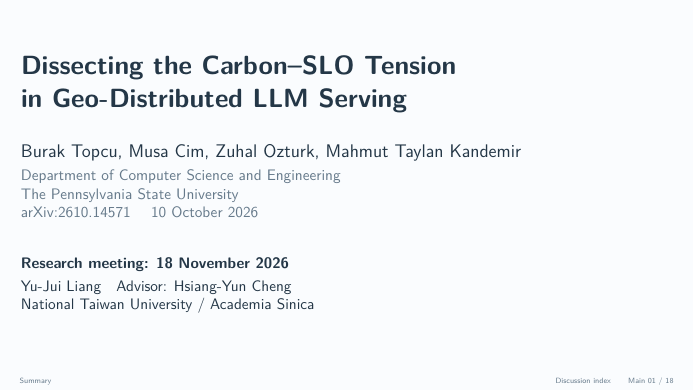 Dissecting the Carbon–SLO Tension
in Geo-Distributed LLM Serving
Burak Topcu, Musa Cim, Zuhal Ozturk, Mahmut Taylan Kandemir
Department of Computer Science and Engineering
The Pennsylvania State University
arXiv:2610.14571 10 October 2026
Research meeting: 18 November 2026
Yu-Jui Liang Advisor: Hsiang-Yun Cheng
National Taiwan University / Academia Sinica
Summary Discussion index Main 01 / 18